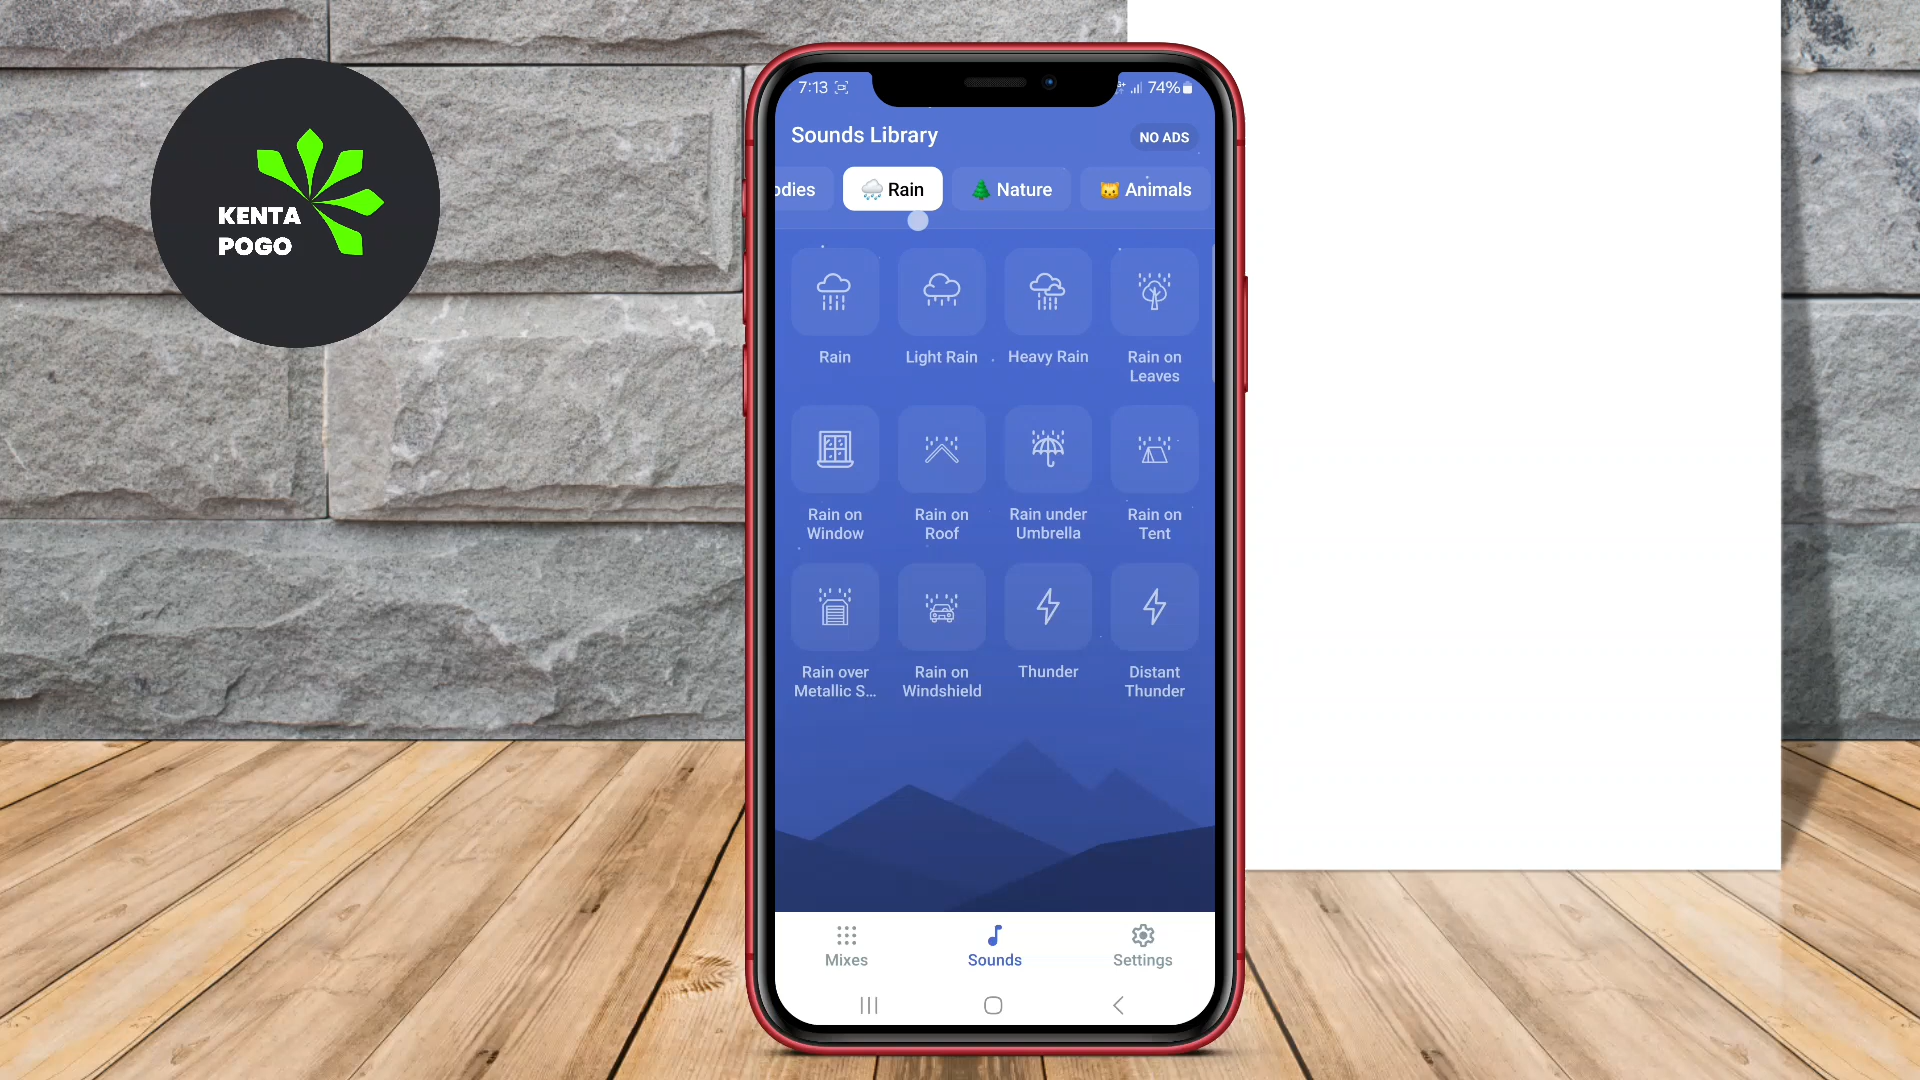 KENTA
POGO
7:13
74%
Sounds Library
NO ADS
odies
Rain
Nature
Animals
Rain
Light Rain
Heavy Rain
Rain on
Leaves
Rain on
Window
Rain on
Roof
Rain under
Umbrella
Rain on
Tent
Rain over
Metallic S...
Rain on
Windshield
Thunder
Distant
Thunder
Mixes
Sounds
Settings